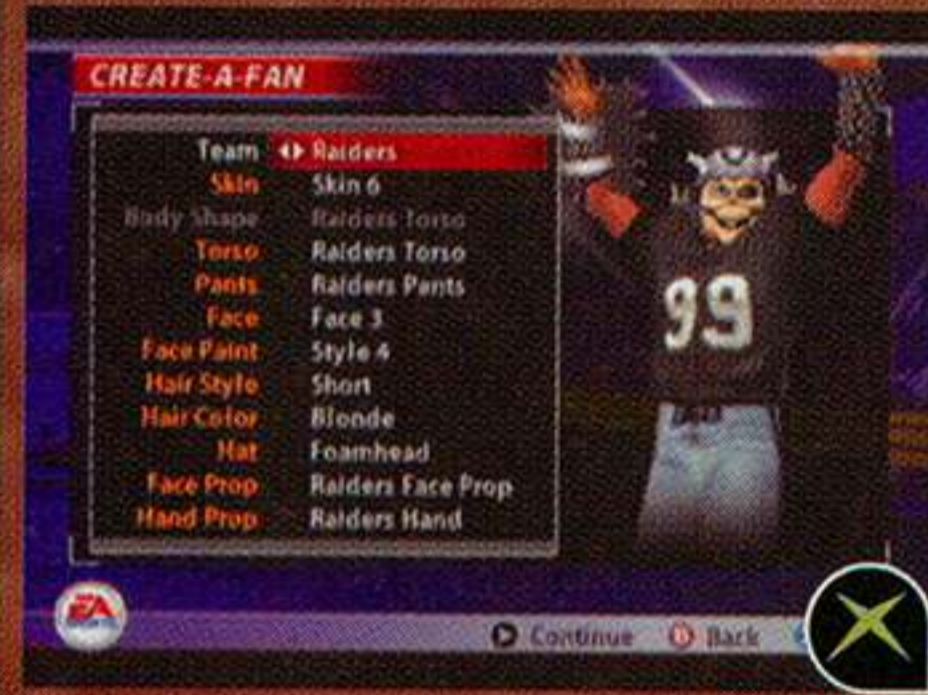 CREATE-A-FAN
Team Raiders
Skin Skin 6
Body Shape Raiders Torso
Torso Raiders Torso
Pants Raiders Pants
Face Face 3
Face Paint Style 4
Hair Style Short
Hair Color Blonde
Hat Foamhead
Face Prop Raiders Face Prop
Hand Prop Raiders Hand
99
EA
SPORTS
Continue B Back